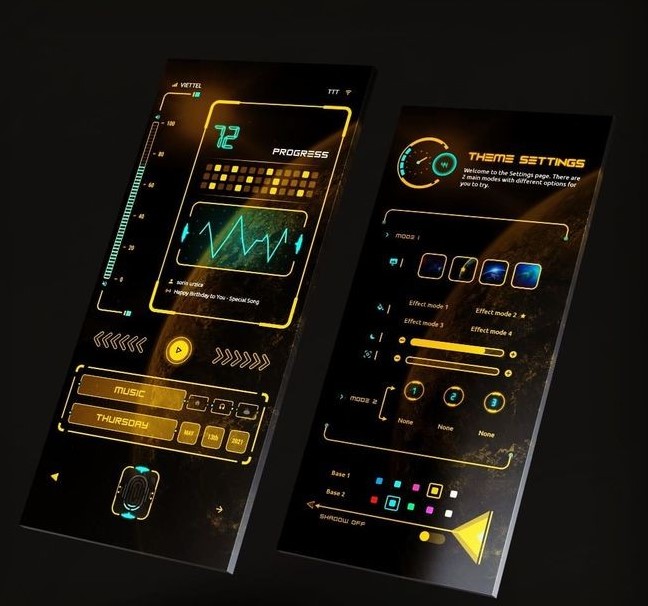 VIETTEL
TTT
100
80
60
40
20
0
72
PROGRESS
soris urzica
Happy Birthday to You - Special Song
MUSIC
THURSDAY
MAY
13th
2021
THEME SETTINGS
Welcome to the Settings page. There are
2 main modes with different options for
you to try.
MODE 1
Effect mode 1
Effect mode 2 ★
Effect mode 3
Effect mode 4
MODE 2
1
2
3
None
None
None
Base 1
Base 2
SHADOW OFF